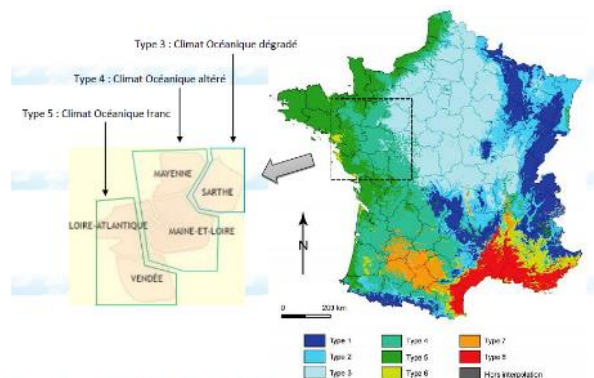 Type 3 : Climat Océanique dégradé
Type 4 : Climat Océanique altéré
Type 5 : Climat Océanique franc
MAYENNE
SARTHE
LOIRE-ATLANTIQUE
MAINE-ET-LOIRE
VENDÉE
N
0 200 km
Type 1
Type 4
Type 7
Type 2
Type 5
Type 8
Type 3
Type 6
Hors interpolation